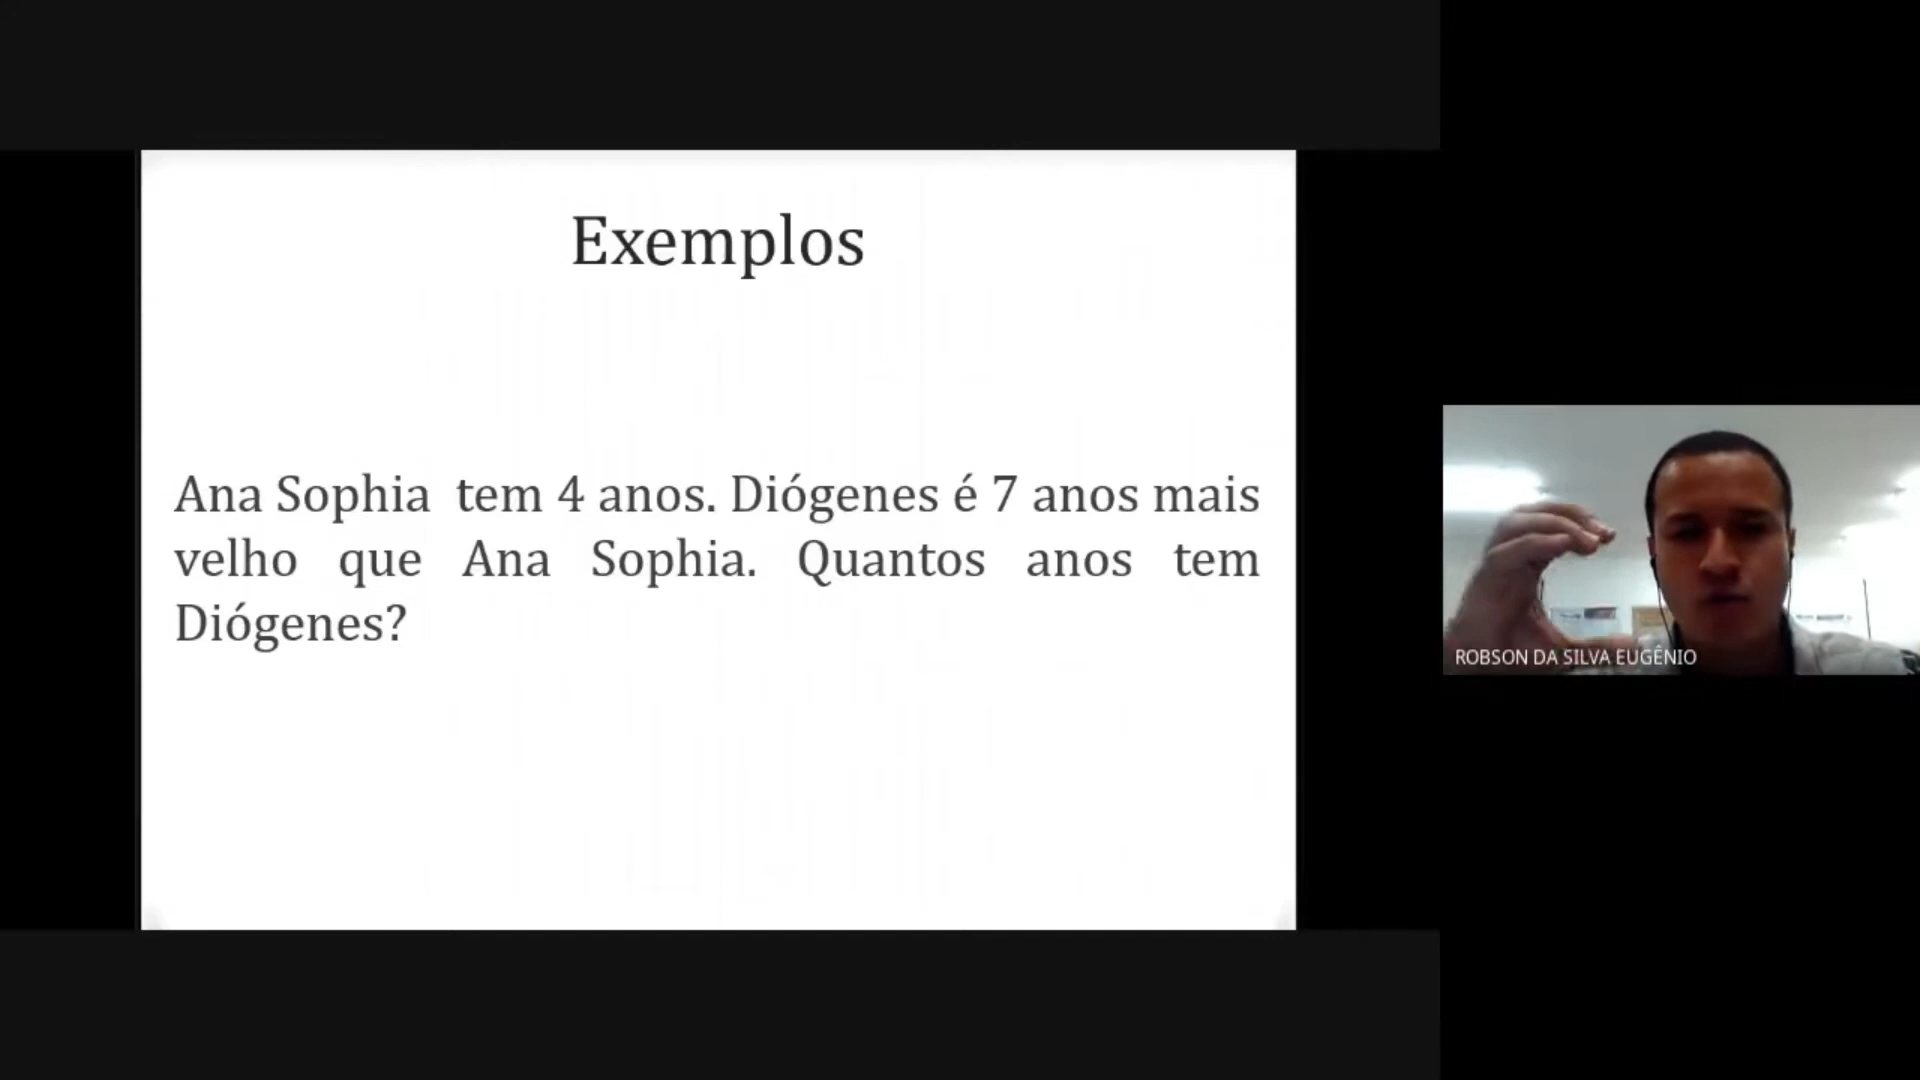 Exemplos
Ana Sophia tem 4 anos. Diógenes é 7 anos mais
velho que Ana Sophia. Quantos anos tem
Diógenes?
ROBSON DA SILVA EUGÊNIO